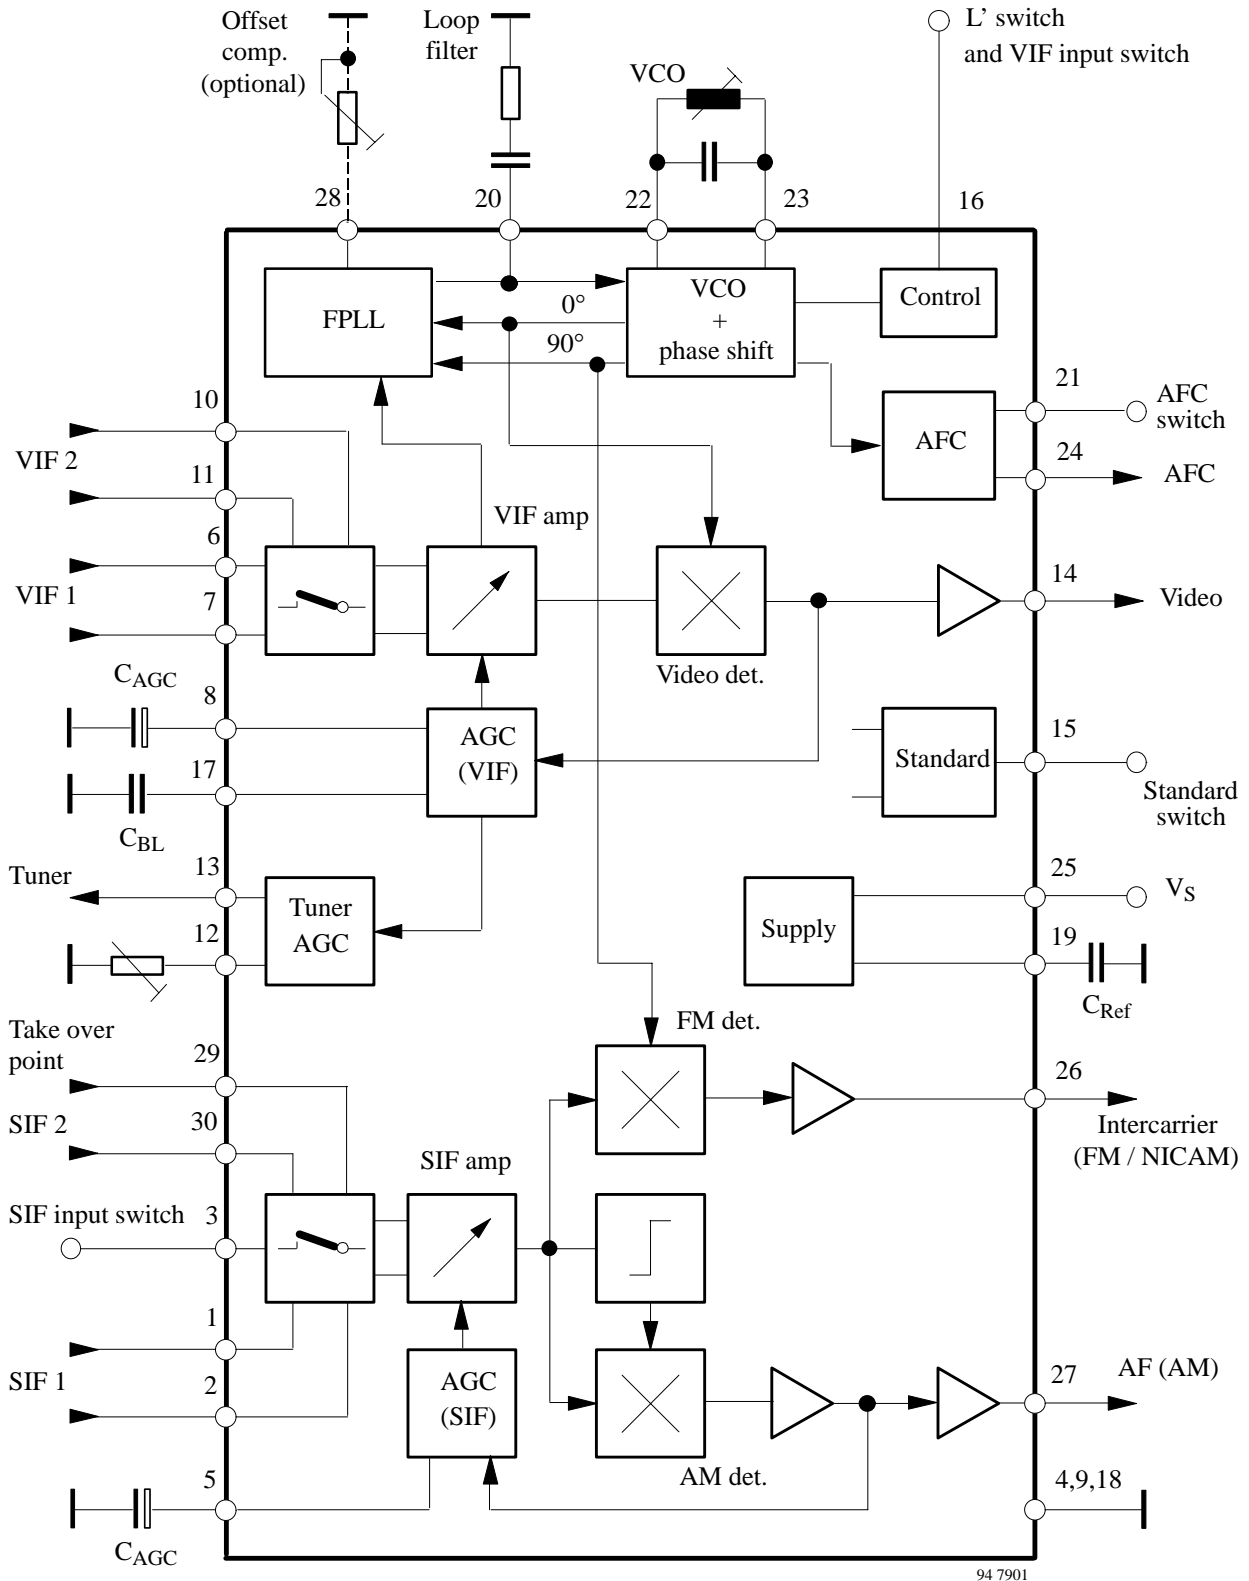 Offset
comp.
(optional)
Loop
filter
VCO
L’ switch
and VIF input switch
28
20
22
23
16
FPLL
0°
90°
VCO
+
phase shift
Control
10
VIF 2
11
21
AFC
switch
AFC
24
AFC
6
VIF amp
VIF 1
7
14
Video
Video det.
CAGC
8
AGC
(VIF)
17
CBL
Standard
15
Standard
switch
Tuner
13
Tuner
AGC
12
Supply
25
VS
19
CRef
Take over
point
29
FM det.
SIF 2
30
26
Intercarrier
(FM / NICAM)
SIF amp
SIF input switch
3
1
SIF 1
2
AGC
(SIF)
27
AF (AM)
AM det.
5
CAGC
4,9,18
94 7901